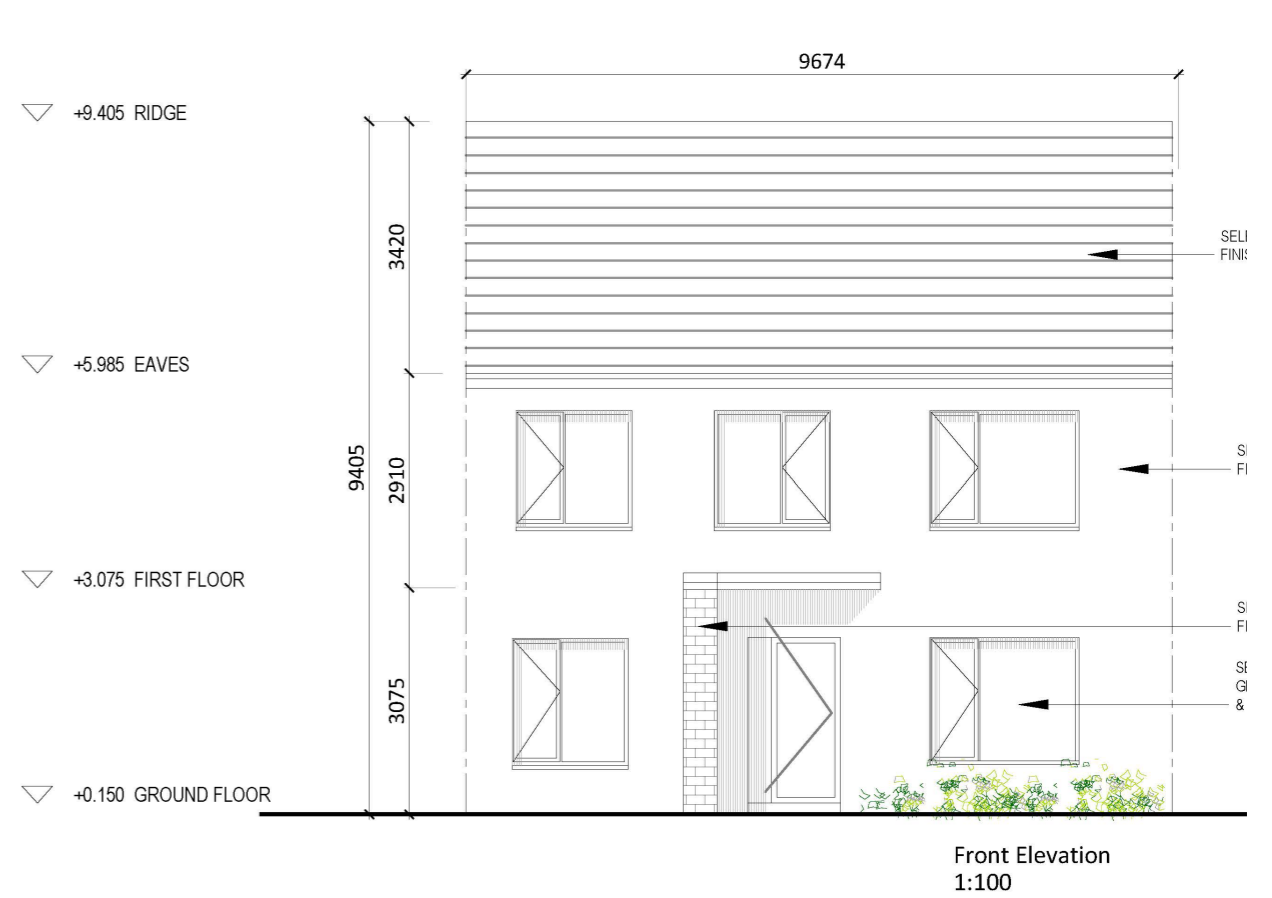 9674
+9.405 RIDGE
3420
+5.985 EAVES
9405
2910
+3.075 FIRST FLOOR
3075
+0.150 GROUND FLOOR
&
Front Elevation
1:100